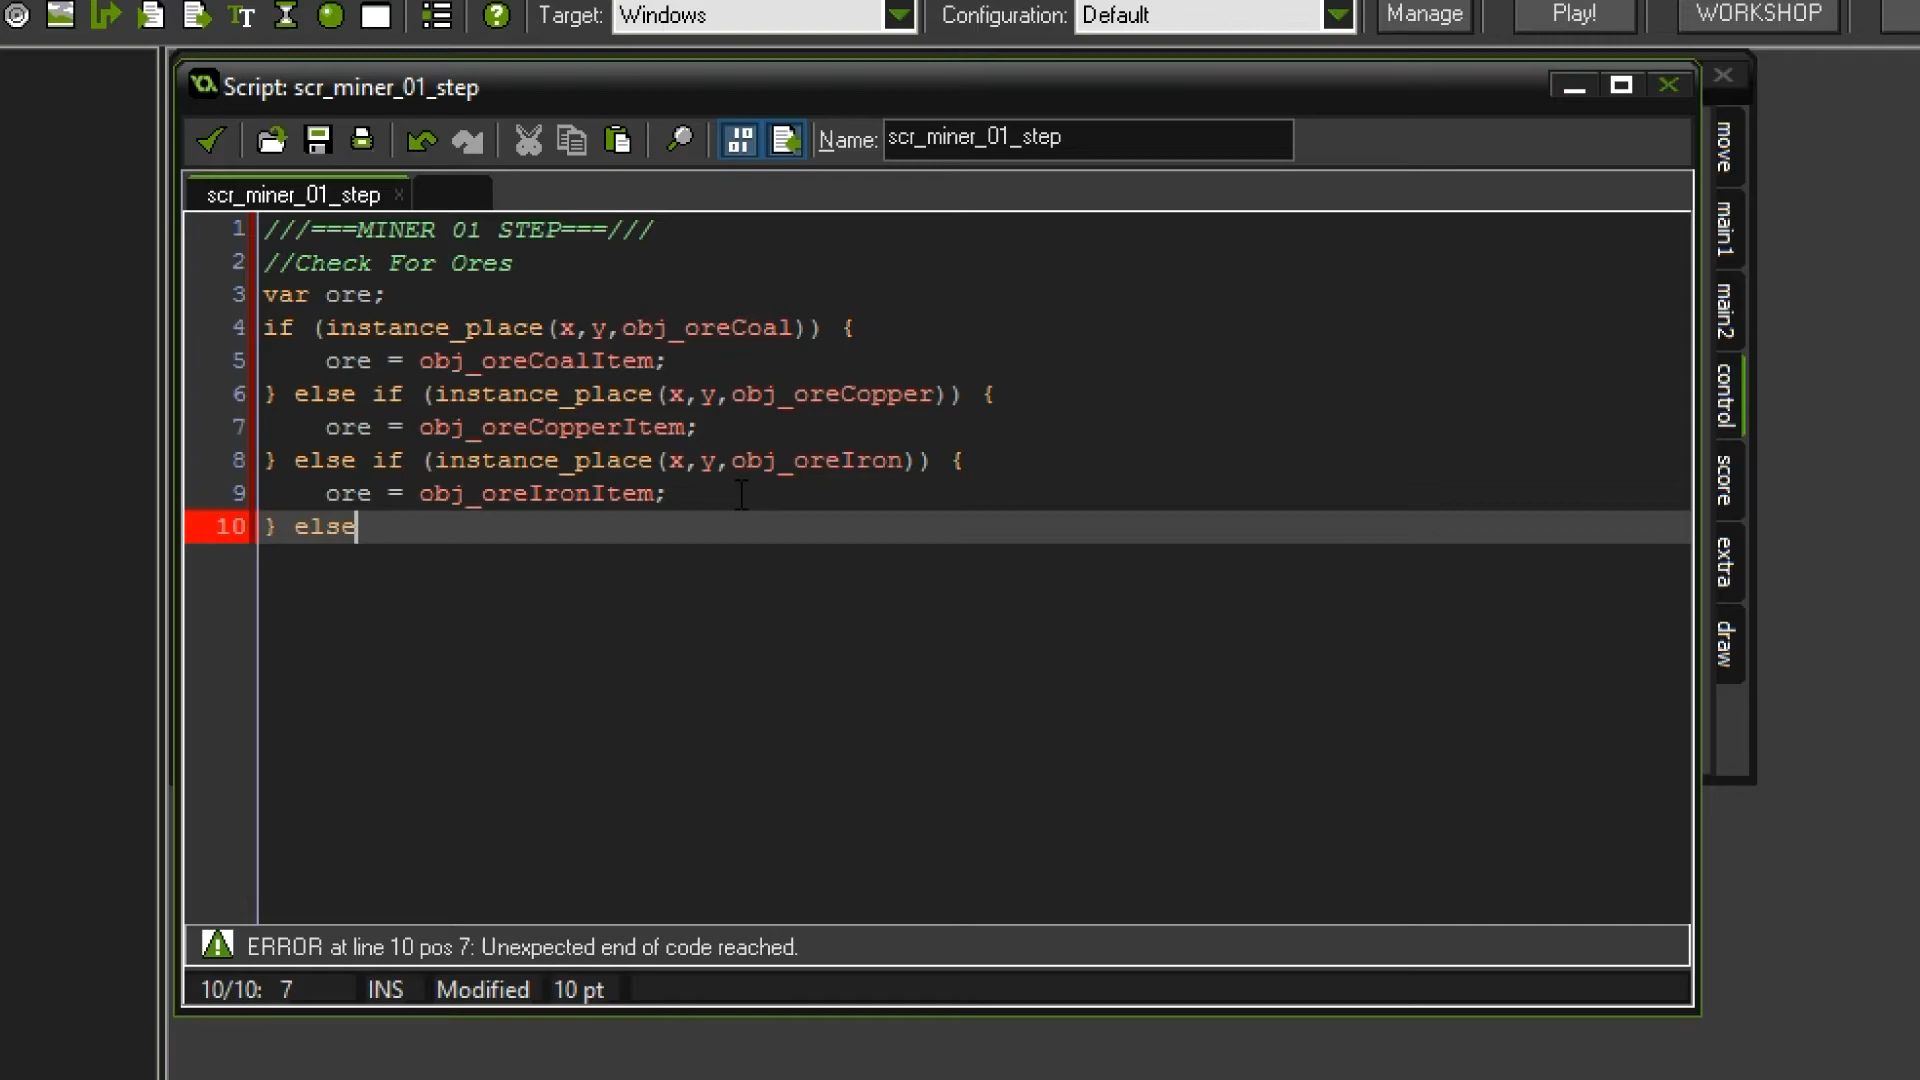 Target: Windows Configuration: Default Manage Play! WORKSHOP
Script: scr_miner_01_step
Name: scr_miner_01_step
scr_miner_01_step x
1 ///===MINER 01 STEP===///
2 //Check For Ores
3 var ore;
4 if (instance_place(x,y,obj_oreCoal)) {
5 ore = obj_oreCoalItem;
6 } else if (instance_place(x,y,obj_oreCopper)) {
7 ore = obj_oreCopperItem;
8 } else if (instance_place(x,y,obj_oreIron)) {
9 ore = obj_oreIronItem;
10 } else
ERROR at line 10 pos 7: Unexpected end of code reached.
10/10: 7 INS Modified 10 pt
move
main1
main2
control
score
extra
draw